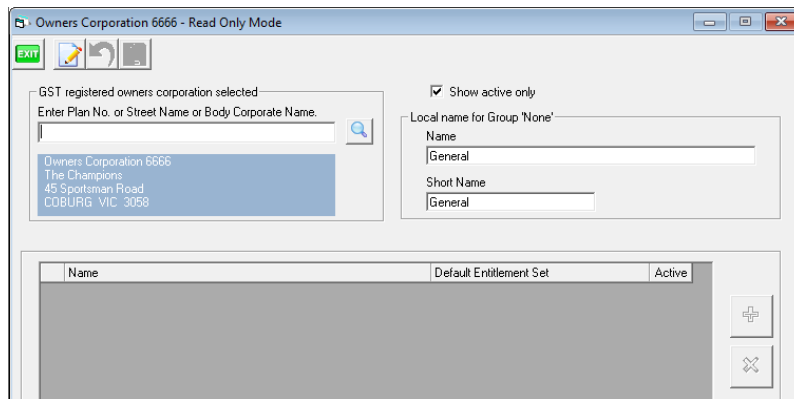 Owners Corporation 6666 - Read Only Mode
EXIT
GST registered owners corporation selected
Enter Plan No. or Street Name or Body Corporate Name.
Owners Corporation 6666
The Champions
45 Sportsman Road
COBURG VIC 3058
Show active only
Local name for Group 'None'
Name
General
Short Name
General
Name Default Entitlement Set Active